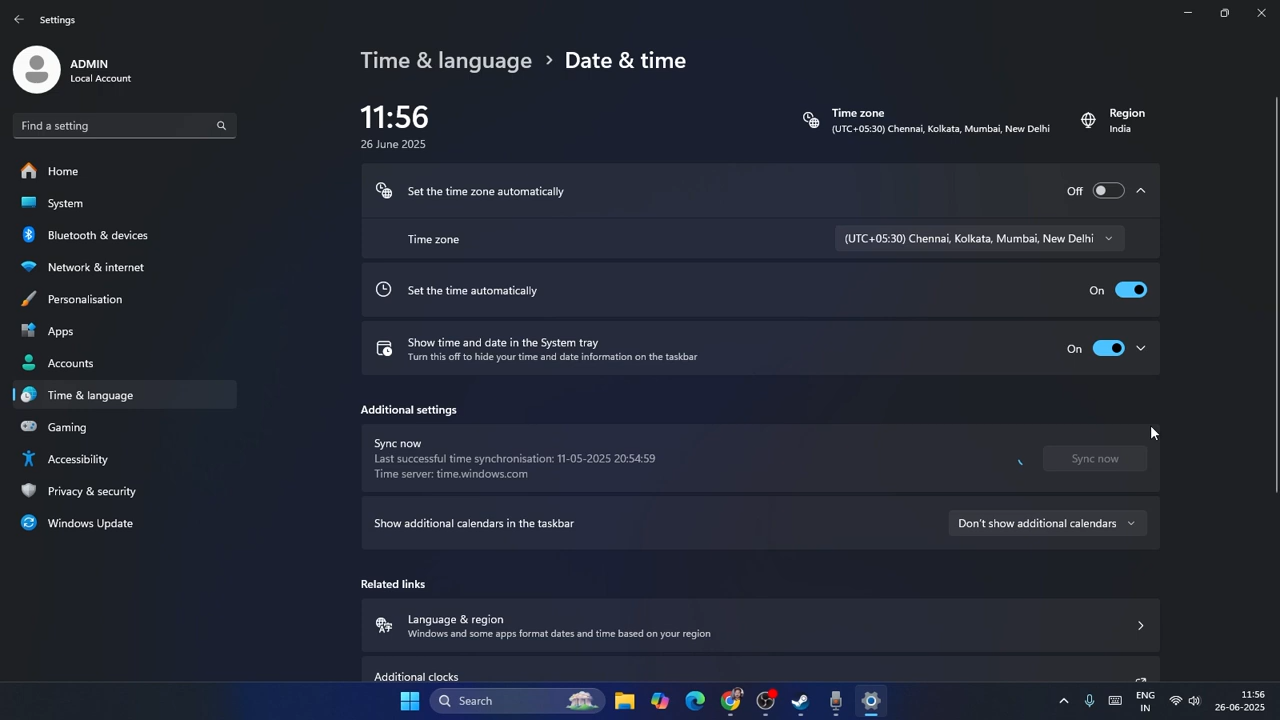 Settings
ADMIN
Local Account
Find a setting
Home
System
Bluetooth & devices
Network & internet
Personalisation
Apps
Accounts
Time & language
Gaming
Accessibility
Privacy & security
Windows Update
Time & language > Date & time
11:56
26 June 2025
Time zone
(UTC+05:30) Chennai, Kolkata, Mumbai, New Delhi
Region
India
Set the time zone automatically
Off
Time zone
(UTC+05:30) Chennai, Kolkata, Mumbai, New Delhi
Set the time automatically
On
Show time and date in the System tray
Turn this off to hide your time and date information on the taskbar
On
Additional settings
Sync now
Last successful time synchronisation: 11-05-2025 20:54:59
Time server: time.windows.com
Sync now
Show additional calendars in the taskbar
Don't show additional calendars
Related links
Language & region
Windows and some apps format dates and time based on your region
Additional clocks
Search
ENG
IN
11:56
26-06-2025